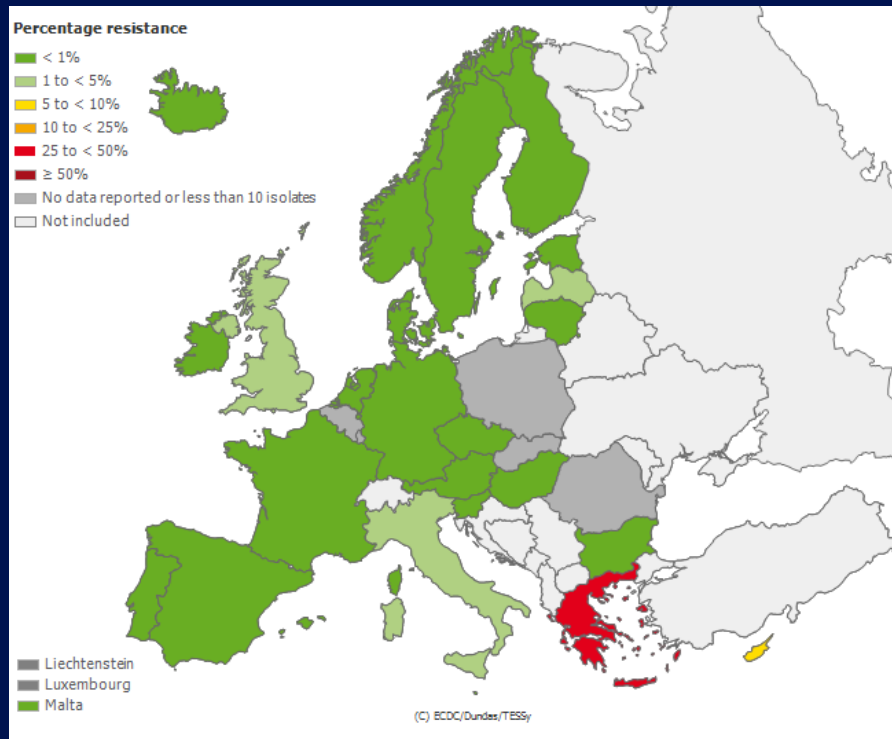 Percentage resistance
< 1%
1 to < 5%
5 to < 10%
10 to < 25%
25 to < 50%
≥ 50%
No data reported or less than 10 isolates
Not included
Liechtenstein
Luxembourg
Malta
(C) ECDC/Dundas/TESSy